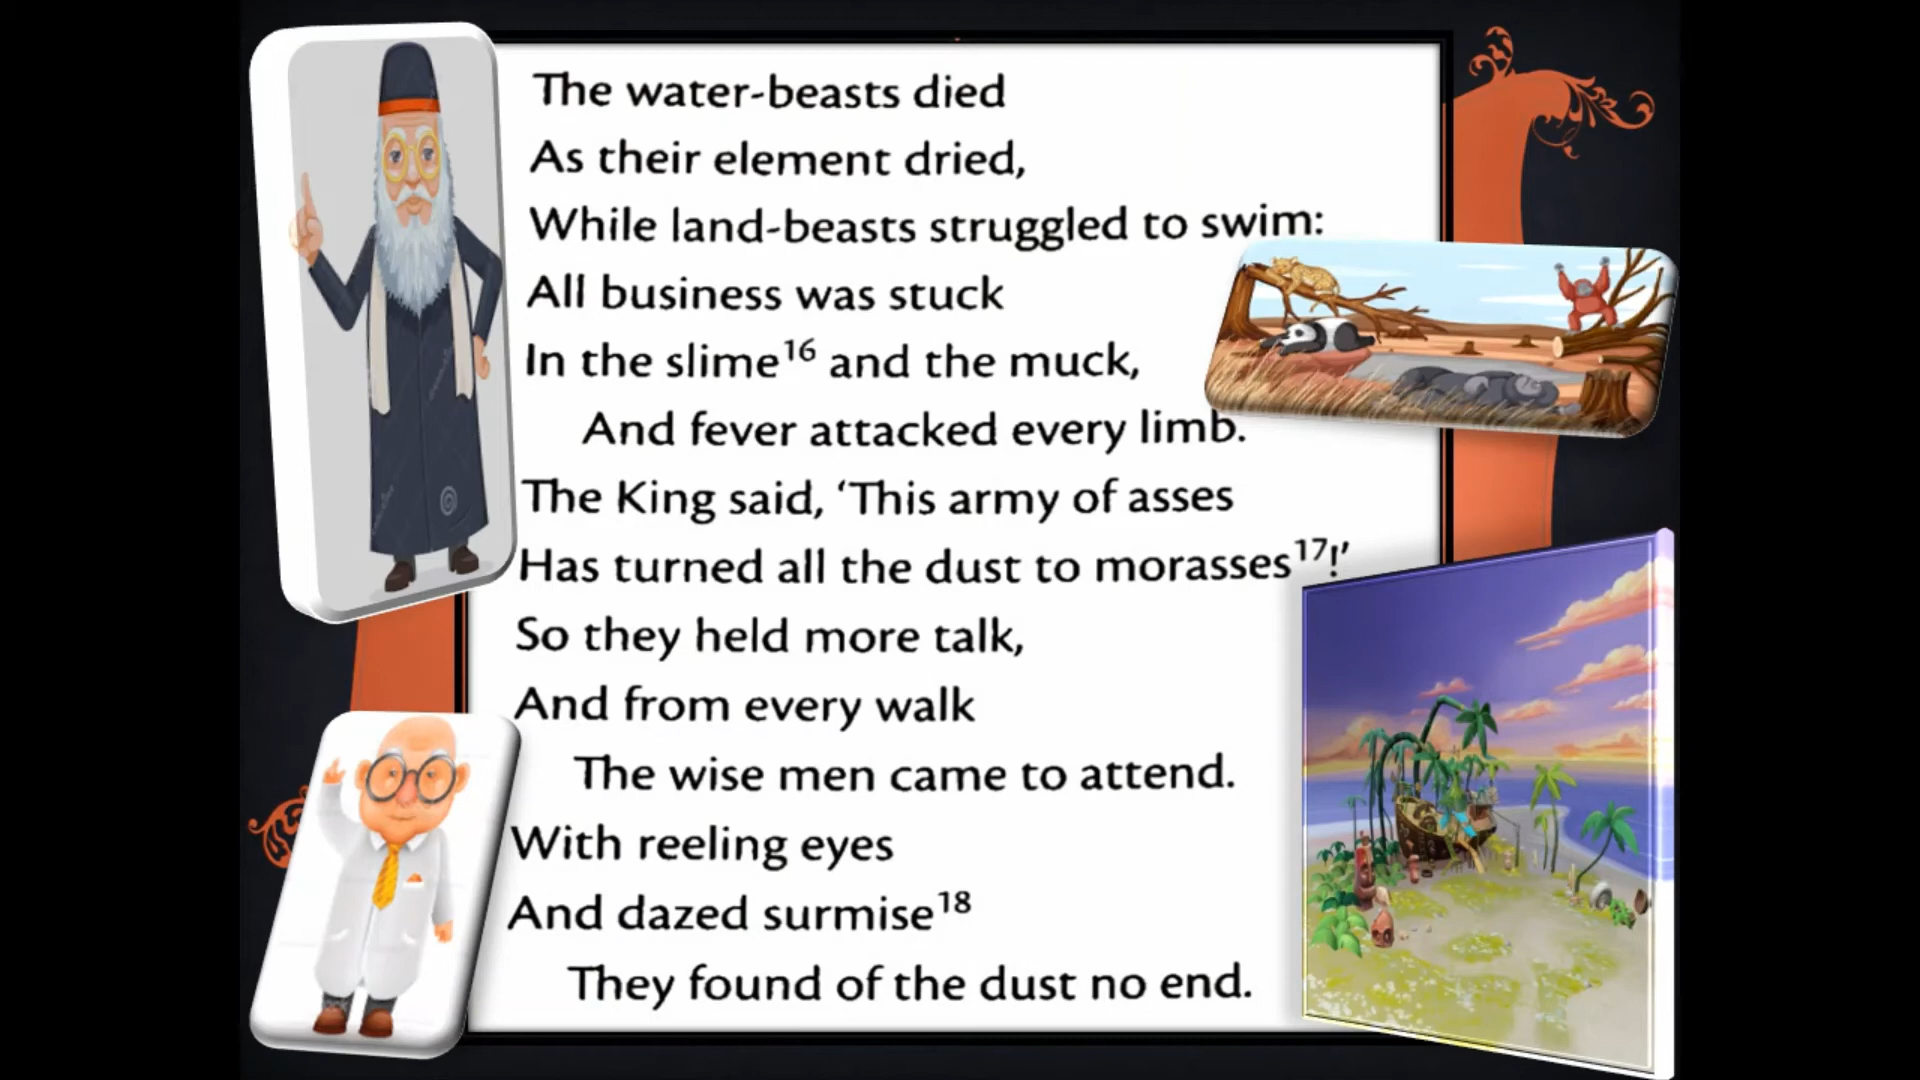 The water-beasts died
As their element dried,
While land-beasts struggled to swim:
All business was stuck
In the slime¹⁶ and the muck,
And fever attacked every limb.
The King said, ‘This army of asses
Has turned all the dust to morasses¹⁷!’
So they held more talk,
And from every walk
The wise men came to attend.
With reeling eyes
And dazed surmise¹⁸
They found of the dust no end.